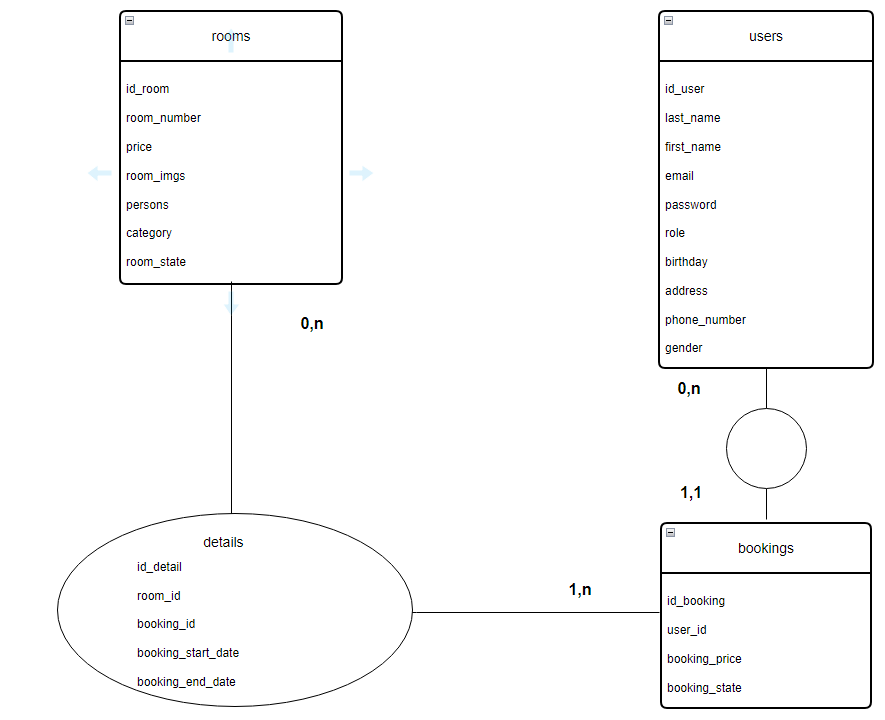 rooms
id_room
room_number
price
room_imgs
persons
category
room_state
0,n
users
id_user
last_name
first_name
email
password
role
birthday
address
phone_number
gender
0,n
1,1
details
id_detail
room_id
booking_id
booking_start_date
booking_end_date
1,n
bookings
id_booking
user_id
booking_price
booking_state